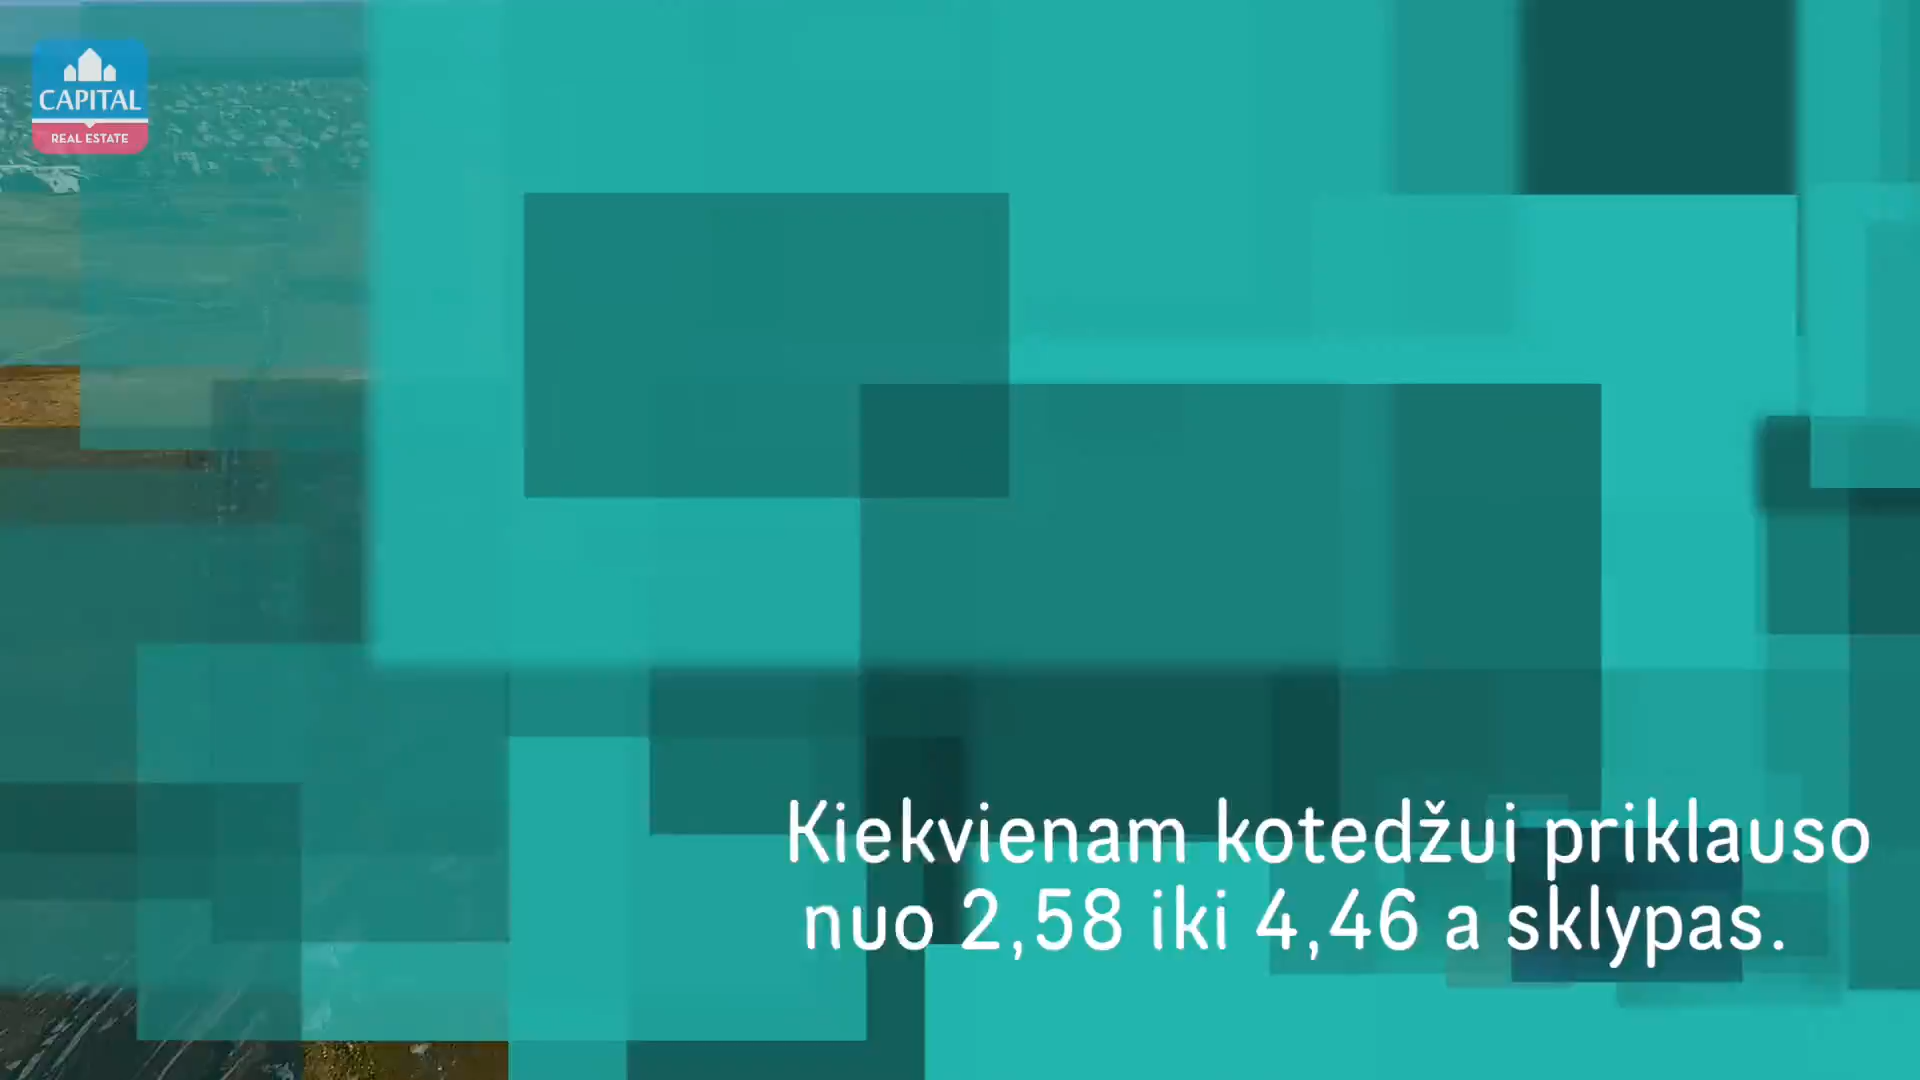 CAPITAL
REAL ESTATE
Kiekvienam kotedžui priklauso
nuo 2,58 iki 4,46 a sklypas.